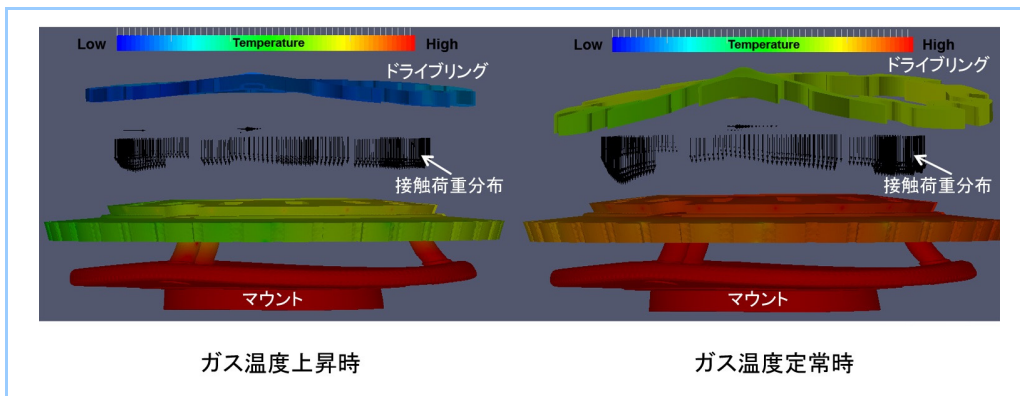 Low Temperature High
ドライブリング
接触荷重分布
マウント
ガス温度上昇時
Low Temperature High
ドライブリング
接触荷重分布
マウント
ガス温度定常時